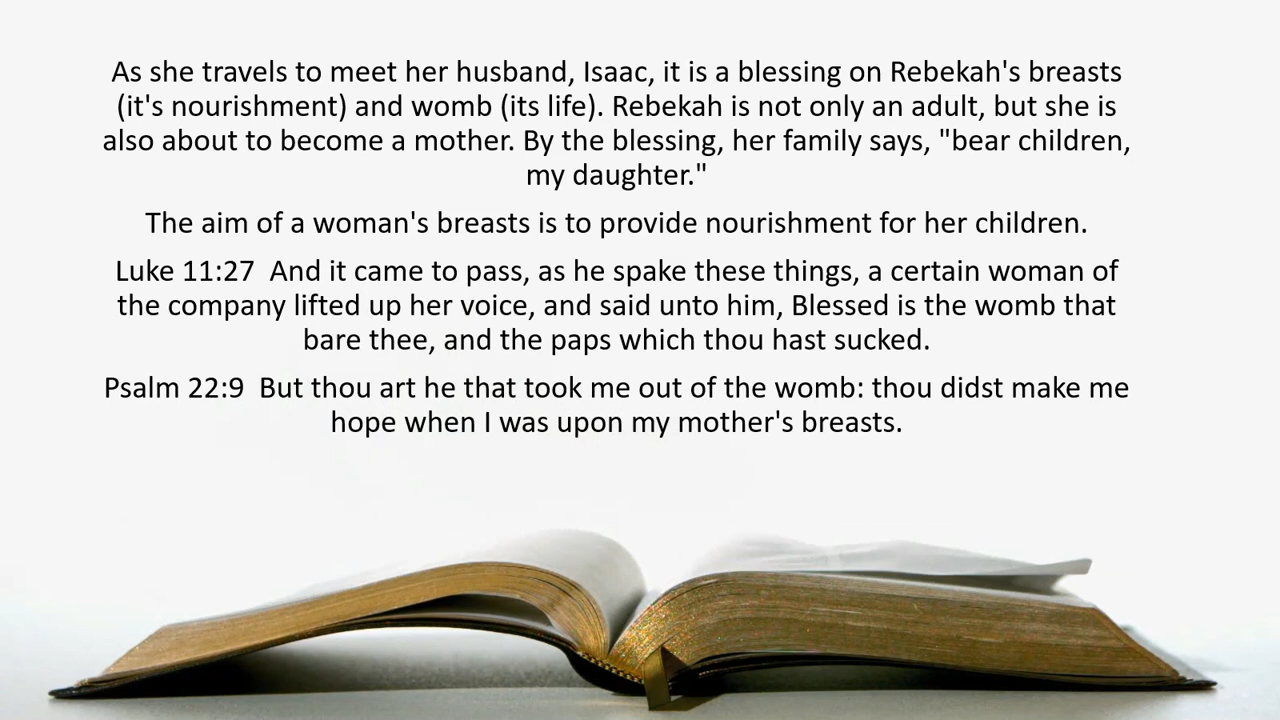 As she travels to meet her husband, Isaac, it is a blessing on Rebekah's breasts
(it's nourishment) and womb (its life). Rebekah is not only an adult, but she is
also about to become a mother. By the blessing, her family says, "bear children,
my daughter."
The aim of a woman's breasts is to provide nourishment for her children.
Luke 11:27  And it came to pass, as he spake these things, a certain woman of
the company lifted up her voice, and said unto him, Blessed is the womb that
bare thee, and the paps which thou hast sucked.
Psalm 22:9  But thou art he that took me out of the womb: thou didst make me
hope when I was upon my mother's breasts.